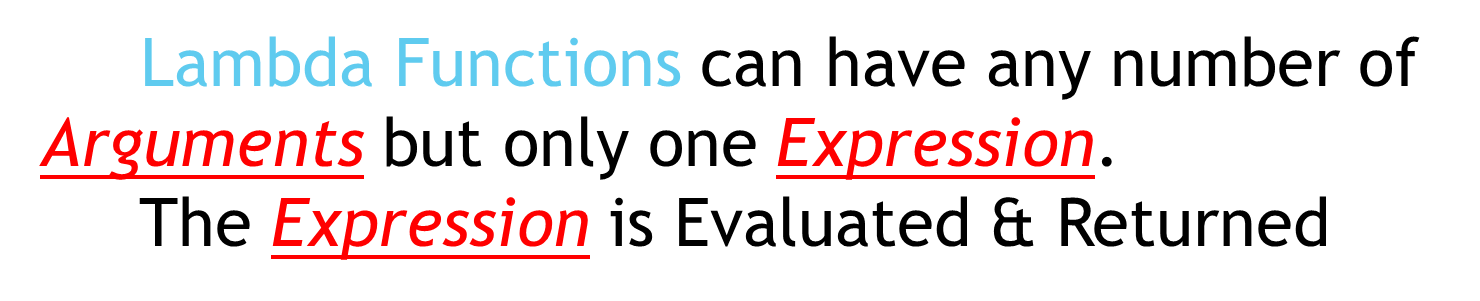 Lambda Functions can have any number of
Arguments but only one Expression.
The Expression is Evaluated & Returned